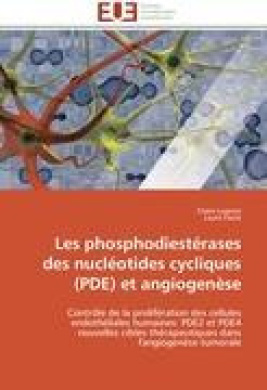 Les phosphodiestérases
des nucléotides cycliques
(PDE) et angiogenèse
Contrôle de la prolifération des cellules
endothéliales humaines: PDE2 et PDE4
nouvelles cibles thérapeutiques dans
l'angiogenèse tumorale